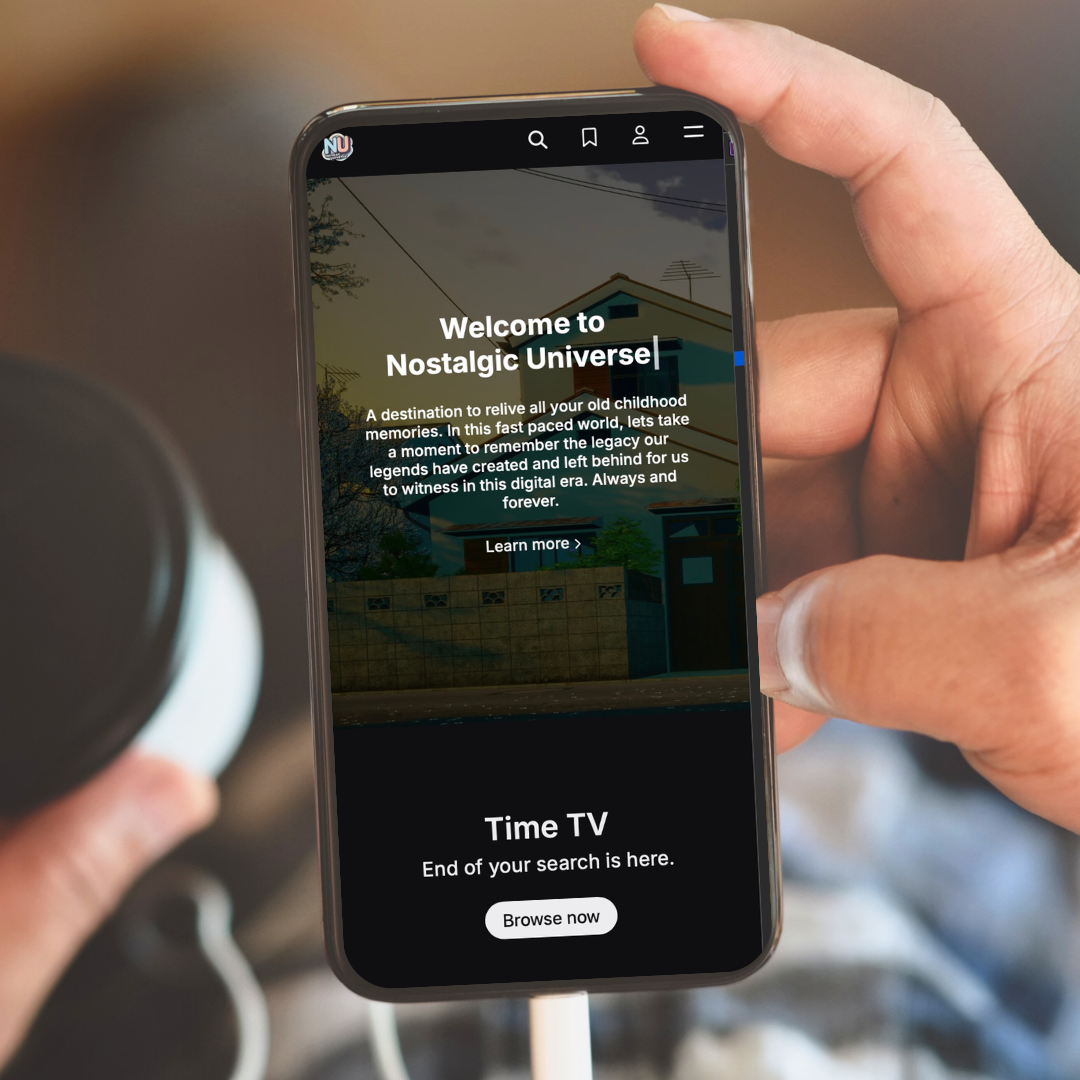 NU
Welcome to
Nostalgic Universe
A destination to relive all your old childhood
memories. In this fast paced world, lets take
a moment to remember the legacy our
legends have created and left behind for us
to witness in this digital era. Always and
forever.
Learn more >
Time TV
End of your search is here.
Browse now